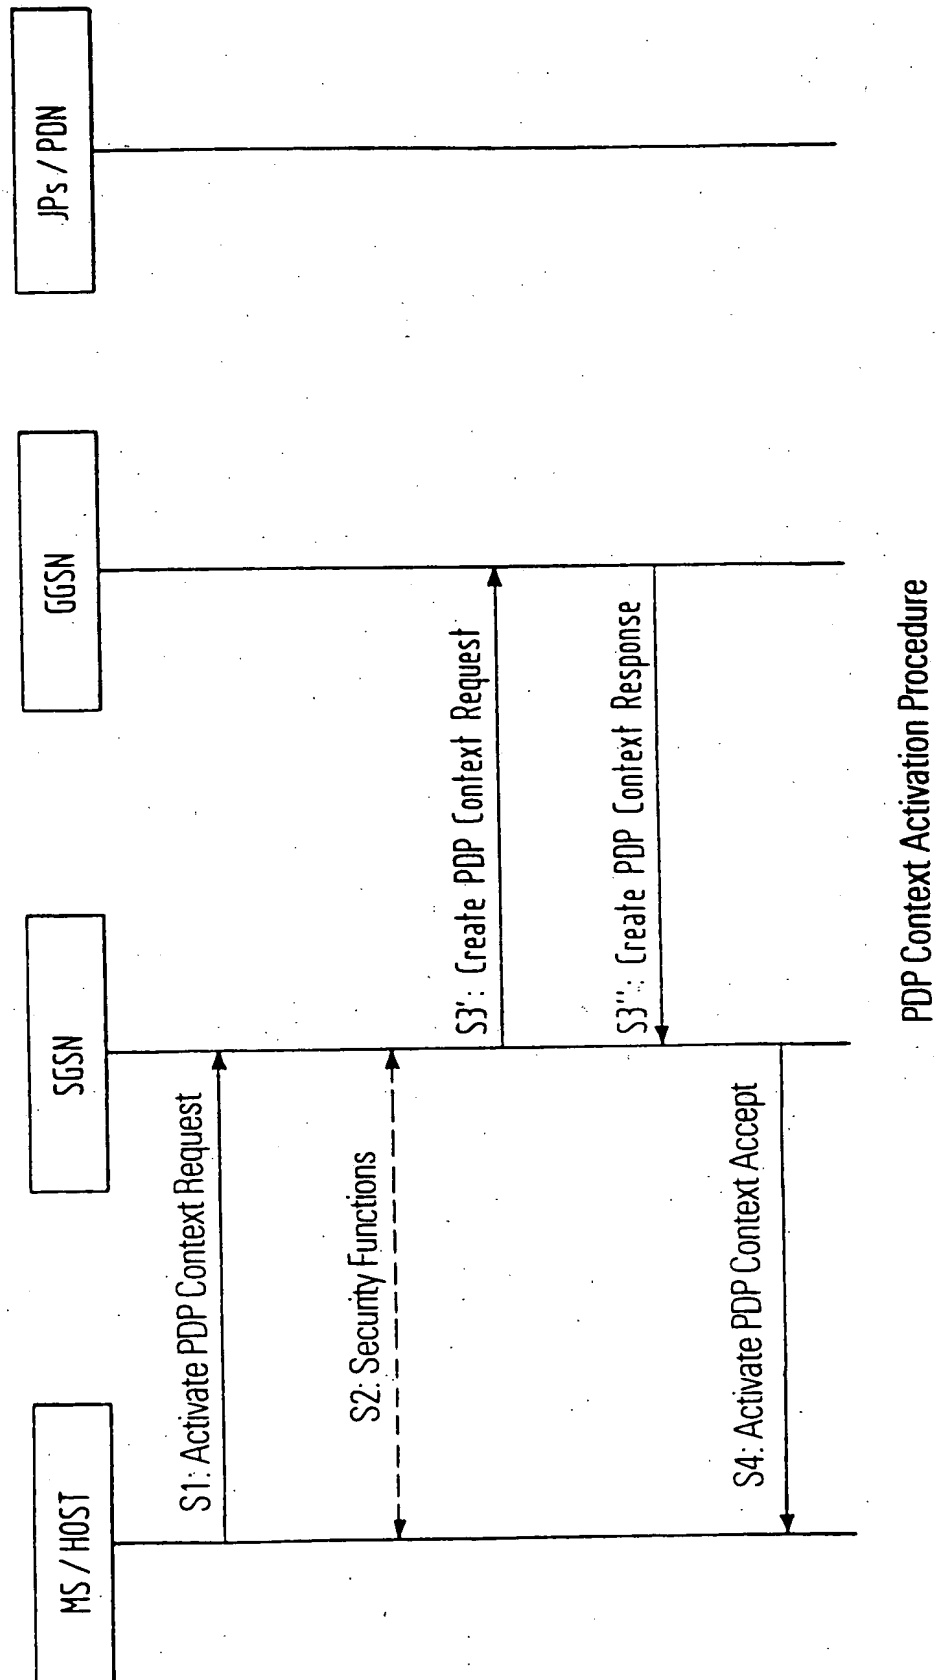 MS / HOST
SGSN
GGSN
JPs / PDN
S1: Activate PDP Context Request
S2: Security Functions
S3': Create PDP Context Request
S3'': Create PDP Context Response
S4: Activate PDP Context Accept
PDP Context Activation Procedure